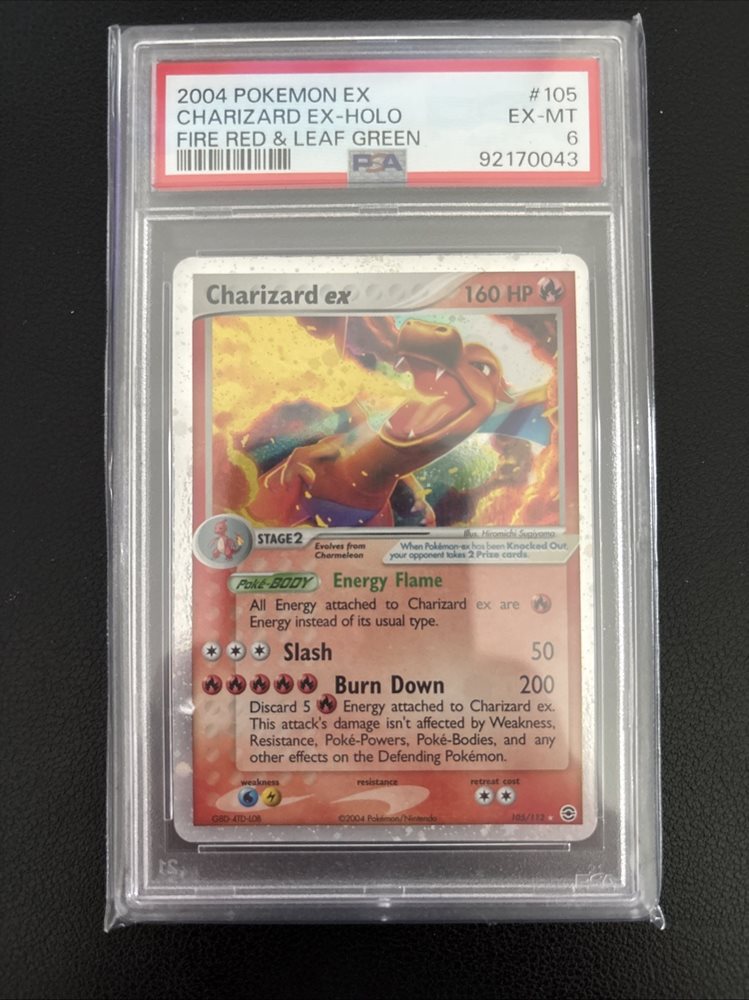 2004 POKEMON EX #105
CHARIZARD EX-HOLO EX-MT
FIRE RED & LEAF GREEN 6
PSA 92170043
Charizard ex 160 HP
Illus. Hiromichi Sugiyama
STAGE 2 Evolves from Charmeleon
When Pokémon-ex has been Knocked Out,
your opponent takes 2 Prize cards.
Poké-BODY Energy Flame
All Energy attached to Charizard ex are
Energy instead of its usual type.
Slash 50
Burn Down 200
Discard 5 Energy attached to Charizard ex.
This attack's damage isn't affected by Weakness,
Resistance, Poké-Powers, Poké-Bodies, and any
other effects on the Defending Pokémon.
weakness resistance retreat cost
GBD-4TD-L0B ©2004 Pokémon/Nintendo 105/112